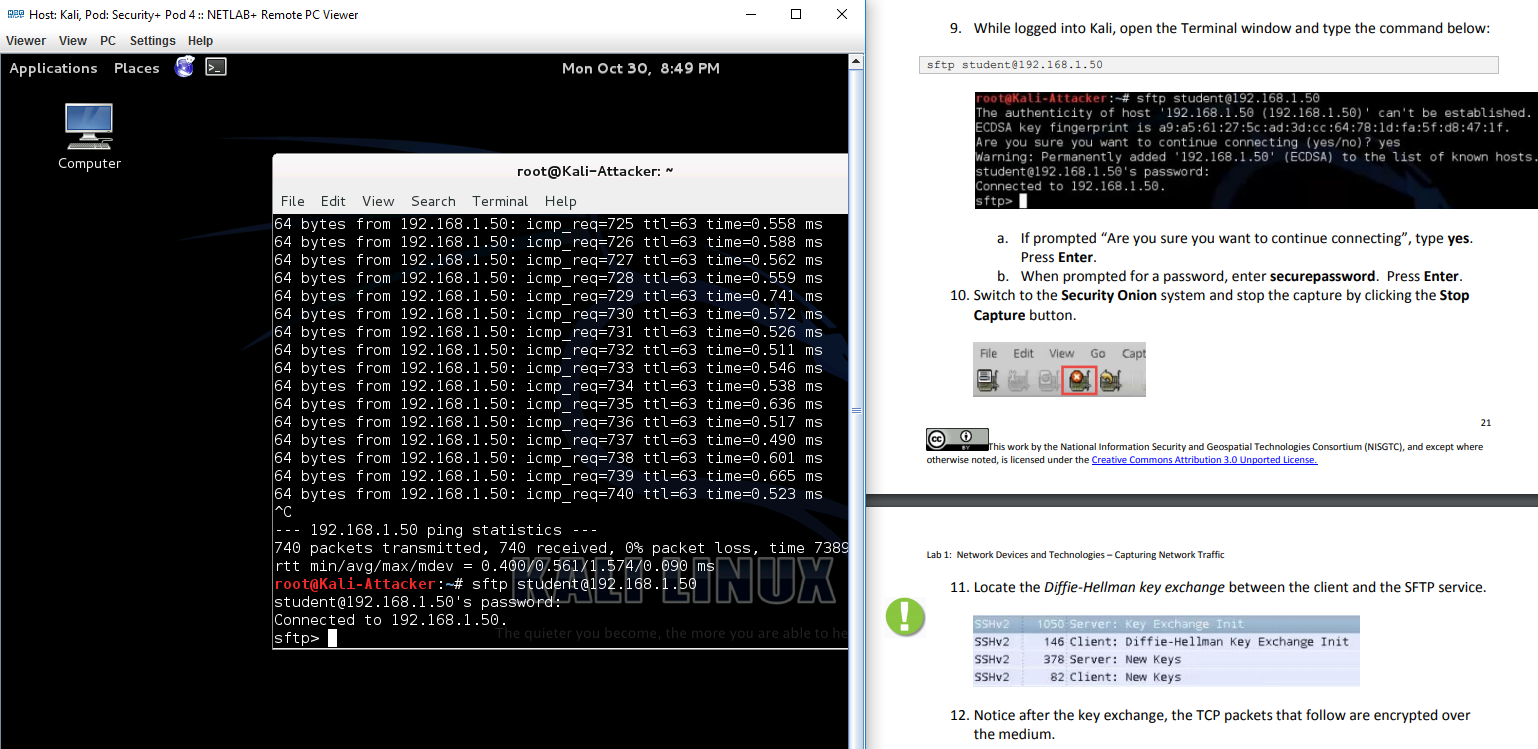 Host: Kali, Pod: Security+ Pod 4 :: NETLAB+ Remote PC Viewer
Viewer View PC Settings Help
Applications Places
Mon Oct 30, 8:49 PM
Computer
root@Kali-Attacker: ~
File Edit View Search Terminal Help
64 bytes from 192.168.1.50: icmp_req=725 ttl=63 time=0.558 ms
64 bytes from 192.168.1.50: icmp_req=726 ttl=63 time=0.588 ms
64 bytes from 192.168.1.50: icmp_req=727 ttl=63 time=0.562 ms
64 bytes from 192.168.1.50: icmp_req=728 ttl=63 time=0.559 ms
64 bytes from 192.168.1.50: icmp_req=729 ttl=63 time=0.741 ms
64 bytes from 192.168.1.50: icmp_req=730 ttl=63 time=0.572 ms
64 bytes from 192.168.1.50: icmp_req=731 ttl=63 time=0.526 ms
64 bytes from 192.168.1.50: icmp_req=732 ttl=63 time=0.511 ms
64 bytes from 192.168.1.50: icmp_req=733 ttl=63 time=0.546 ms
64 bytes from 192.168.1.50: icmp_req=734 ttl=63 time=0.538 ms
64 bytes from 192.168.1.50: icmp_req=735 ttl=63 time=0.636 ms
64 bytes from 192.168.1.50: icmp_req=736 ttl=63 time=0.517 ms
64 bytes from 192.168.1.50: icmp_req=737 ttl=63 time=0.490 ms
64 bytes from 192.168.1.50: icmp_req=738 ttl=63 time=0.601 ms
64 bytes from 192.168.1.50: icmp_req=739 ttl=63 time=0.665 ms
64 bytes from 192.168.1.50: icmp_req=740 ttl=63 time=0.523 ms
^C
--- 192.168.1.50 ping statistics ---
740 packets transmitted, 740 received, 0% packet loss, time 7389
rtt min/avg/max/mdev = 0.400/0.561/1.574/0.090 ms
root@Kali-Attacker:~# sftp student@192.168.1.50
student@192.168.1.50's password:
Connected to 192.168.1.50.
sftp>
KALI LINUX
The quieter you become, the more you are able to he
9. While logged into Kali, open the Terminal window and type the command below:
sftp student@192.168.1.50
root@Kali-Attacker:~# sftp student@192.168.1.50
The authenticity of host '192.168.1.50 (192.168.1.50)' can't be established.
ECDSA key fingerprint is a9:a5:61:27:5c:ad:3d:cc:64:78:1d:fa:5f:d8:47:1f.
Are you sure you want to continue connecting (yes/no)? yes
Warning: Permanently added '192.168.1.50' (ECDSA) to the list of known hosts.
student@192.168.1.50's password:
Connected to 192.168.1.50.
sftp>
a. If prompted “Are you sure you want to continue connecting”, type yes.
Press Enter.
b. When prompted for a password, enter securepassword. Press Enter.
10. Switch to the Security Onion system and stop the capture by clicking the Stop
Capture button.
File Edit View Go Capt
21
cc BY This work by the National Information Security and Geospatial Technologies Consortium (NISGTC), and except where
otherwise noted, is licensed under the Creative Commons Attribution 3.0 Unported License.
Lab 1: Network Devices and Technologies – Capturing Network Traffic
11. Locate the Diffie-Hellman key exchange between the client and the SFTP service.
SSHv2 1050 Server: Key Exchange Init
SSHv2 146 Client: Diffie-Hellman Key Exchange Init
SSHv2 378 Server: New Keys
SSHv2 82 Client: New Keys
12. Notice after the key exchange, the TCP packets that follow are encrypted over
the medium.